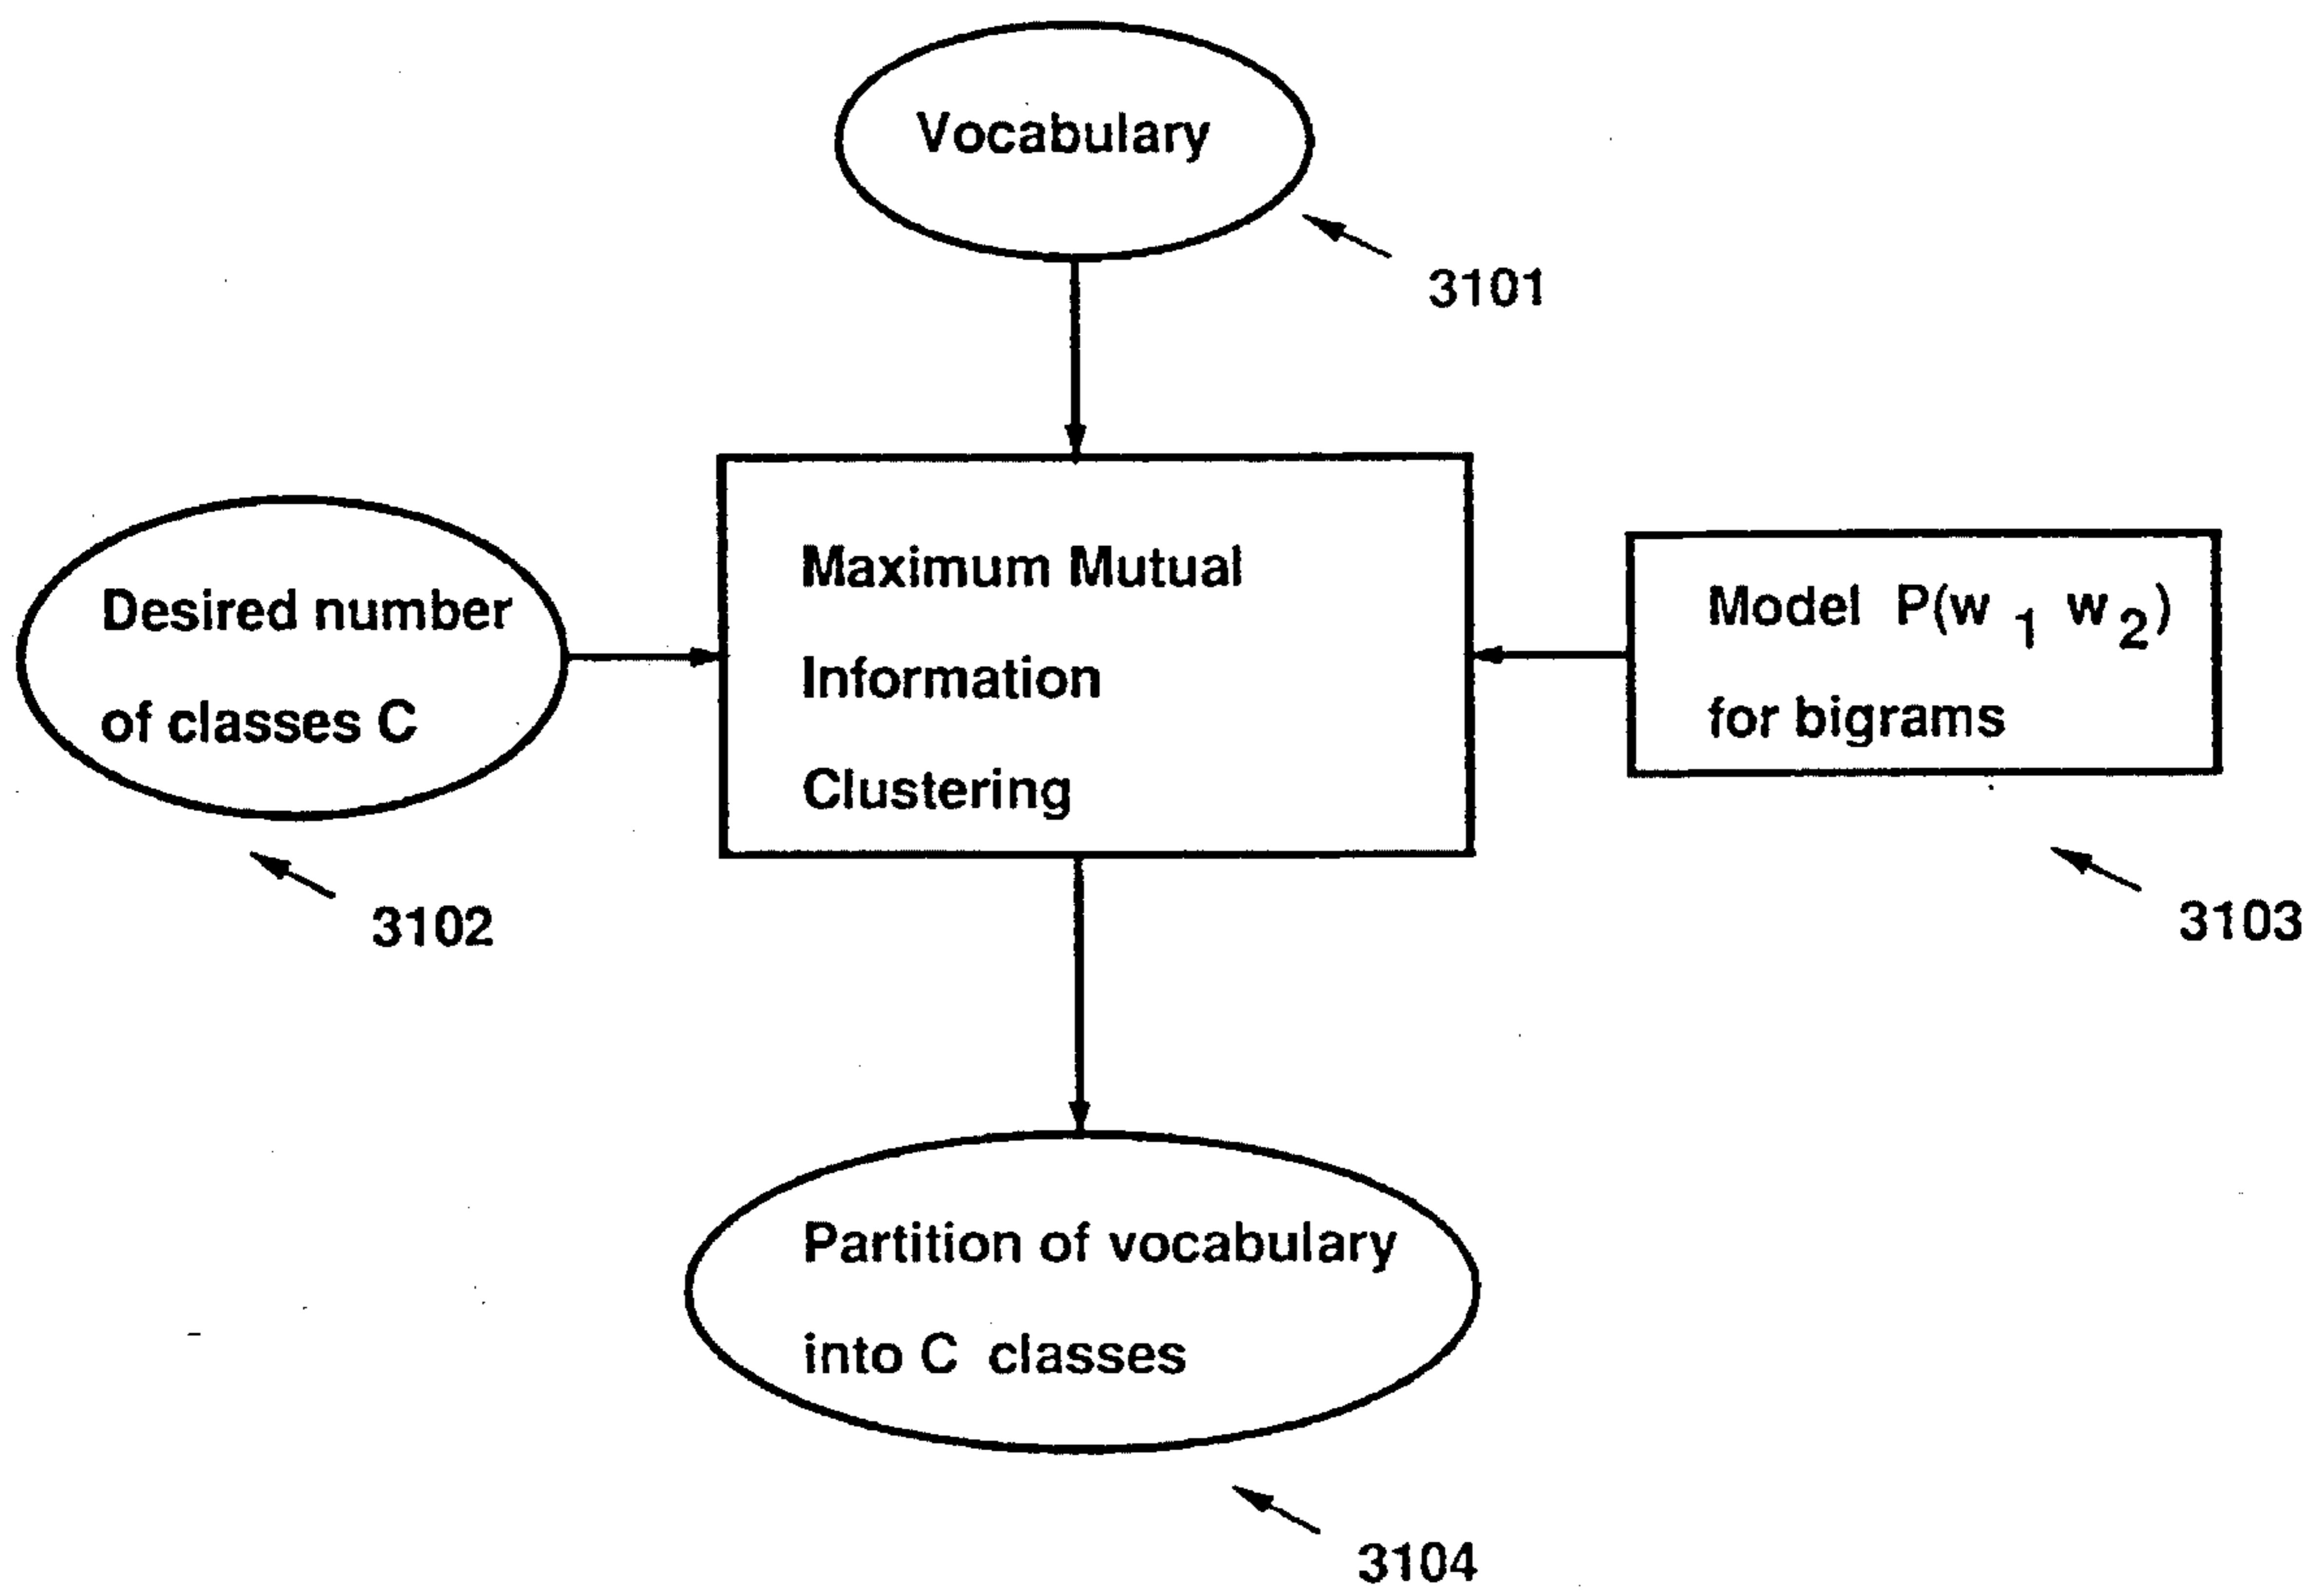 Vocabulary
3101
Desired number
of classes C
3102
Maximum Mutual
Information
Clustering
Model P(w 1 w 2)
for bigrams
3103
Partition of vocabulary
into C classes
3104